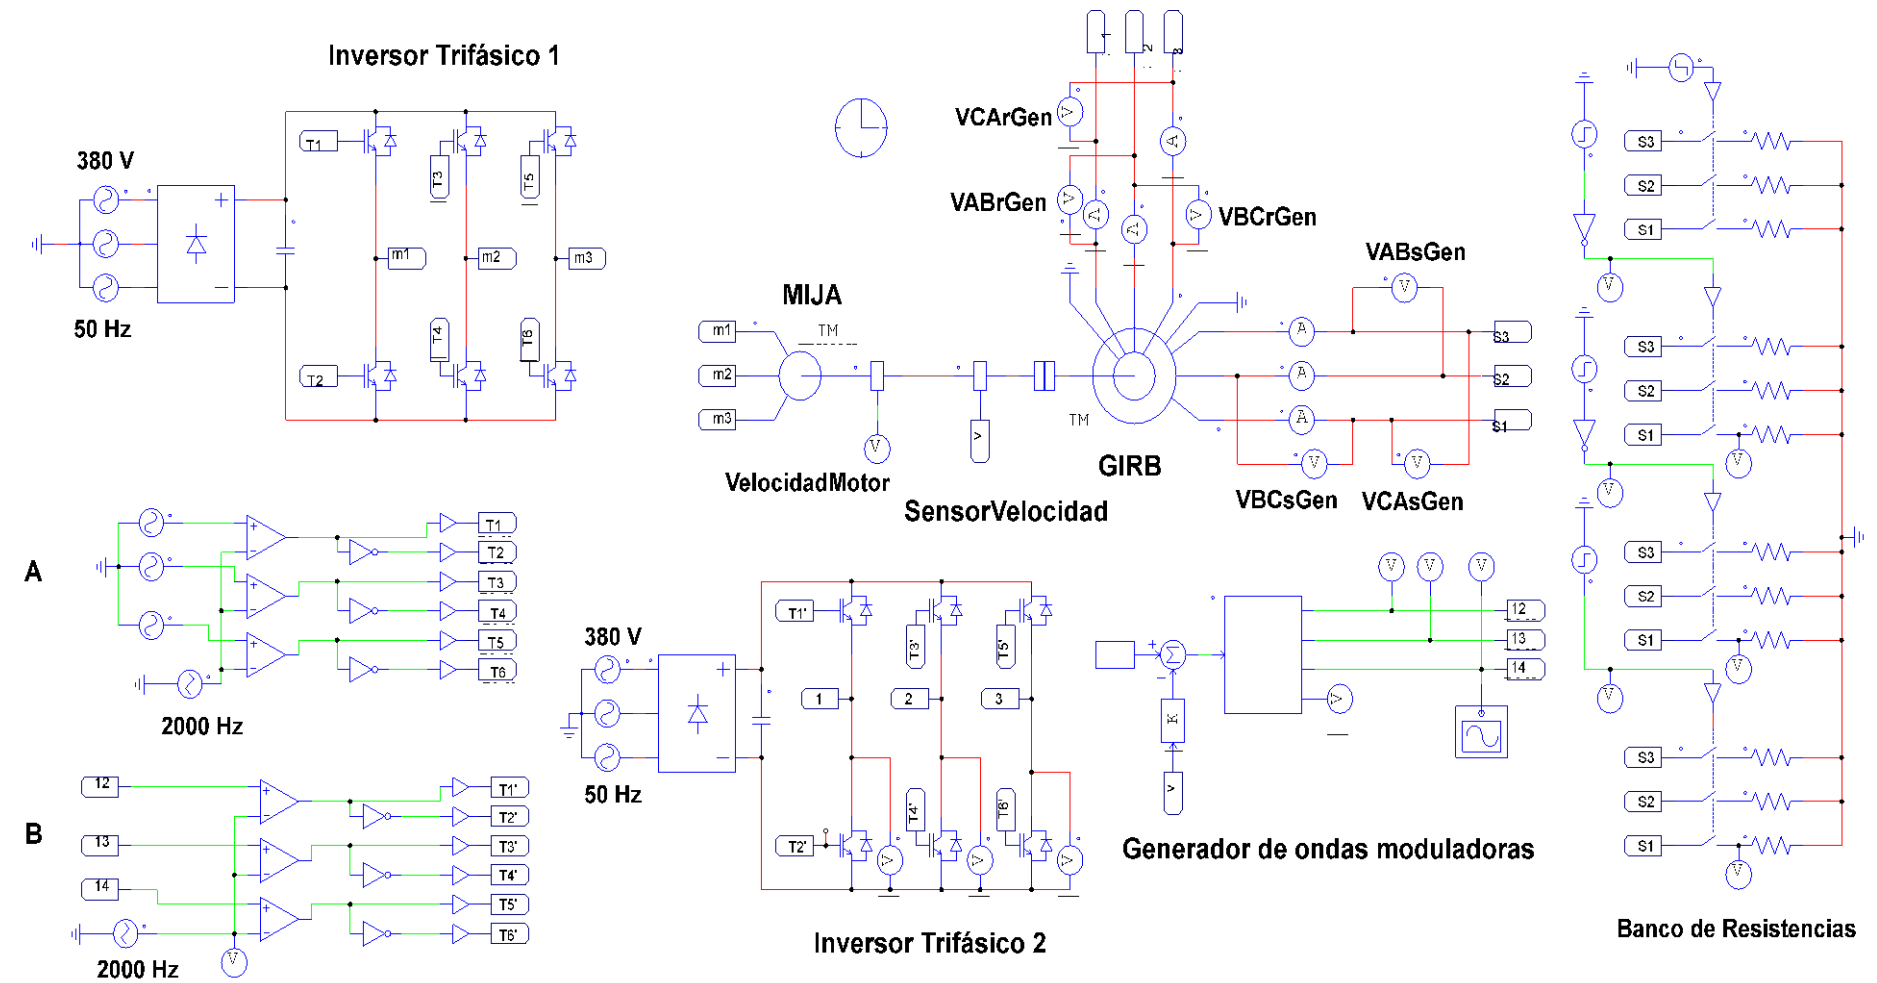 Inversor Trifásico 1
380 V
50 Hz
T1
T3
T5
m1
m2
m3
T2
T4
T6
+
−
1
2
3
VCArGen
VABrGen
VBCrGen
V
V
V
A
A
A
MIJA
TM
m1
m2
m3
V
VelocidadMotor
v
SensorVelocidad
TM
GIRB
VABsGen
V
A
A
A
S3
S2
S1
V
V
VBCsGen
VCAsGen
A
+
−
+
−
+
−
T1
T2
T3
T4
T5
T6
2000 Hz
B
12
13
14
+
−
+
−
+
−
T1'
T2'
T3'
T4'
T5'
T6'
V
2000 Hz
380 V
50 Hz
+
−
T1'
T3'
T5'
1
2
3
T2'
T4'
T6'
V
V
V
Inversor Trifásico 2
V
V
V
12
13
14
V
+
Σ
−
K
v
Generador de ondas moduladoras
S3
S2
S1
V
S3
S2
S1
V
V
S3
S2
S1
V
V
S3
S2
S1
V
Banco de Resistencias